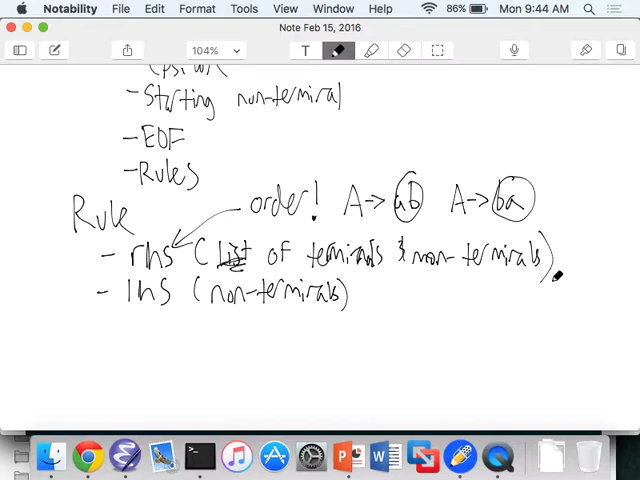 Notability File Edit Format Tools View Window Help 86% Mon 9:44 AM
Note Feb 15, 2016
104% T
Epsilon
-Starting non-terminal
-EOF
-Rules
Rule order! A-> ab A-> ba
- rhs (List of terminals & non-terminals)
- lhs (non-terminals)